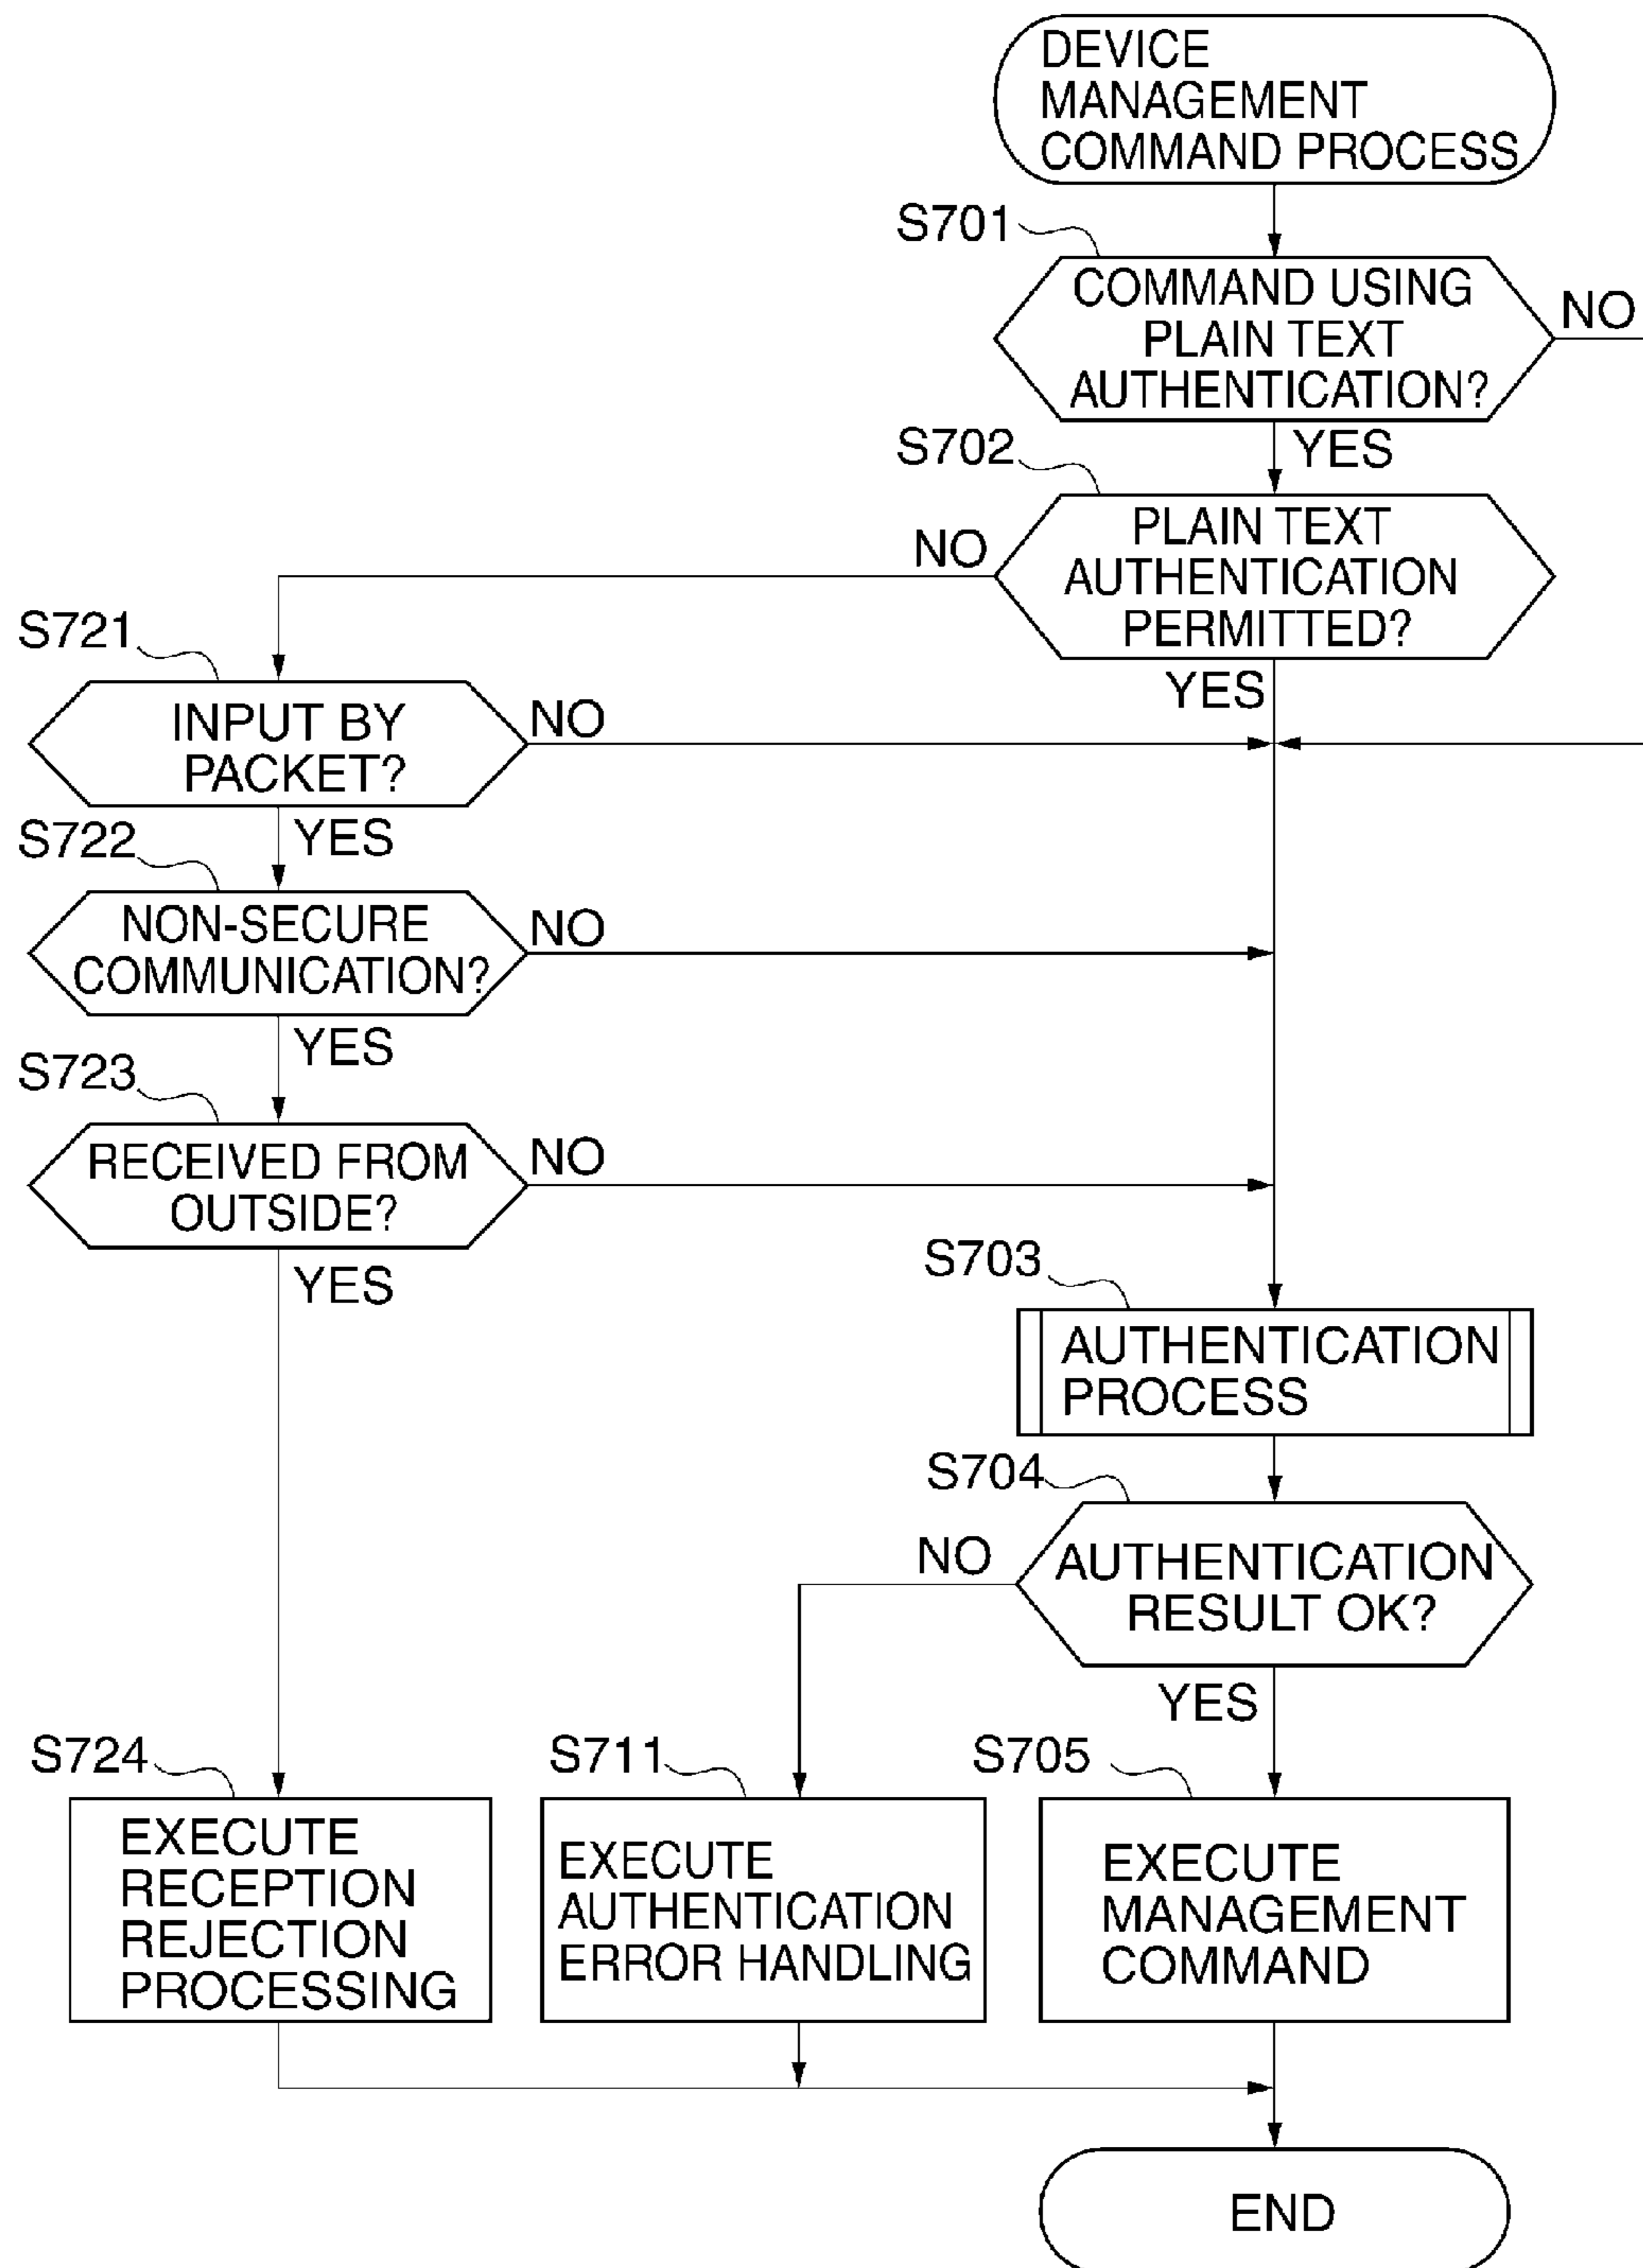 DEVICE
MANAGEMENT
COMMAND PROCESS
S701
COMMAND USING
PLAIN TEXT
AUTHENTICATION?
NO
YES
S702
PLAIN TEXT
AUTHENTICATION
PERMITTED?
NO
YES
S721
INPUT BY
PACKET?
NO
YES
S722
NON-SECURE
COMMUNICATION?
NO
YES
S723
RECEIVED FROM
OUTSIDE?
NO
YES
S703
AUTHENTICATION
PROCESS
S704
AUTHENTICATION
RESULT OK?
NO
YES
S724
EXECUTE
RECEPTION
REJECTION
PROCESSING
S711
EXECUTE
AUTHENTICATION
ERROR HANDLING
S705
EXECUTE
MANAGEMENT
COMMAND
END